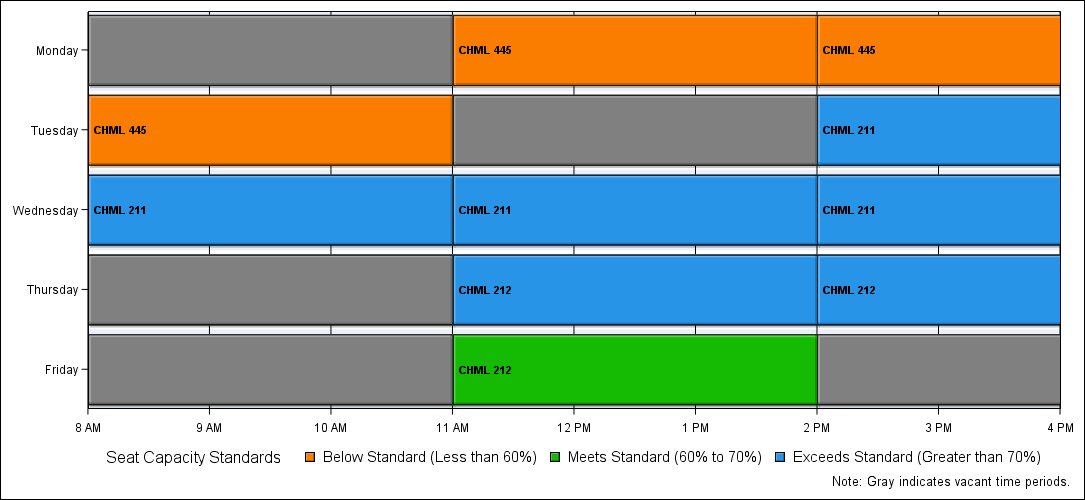 Monday
CHML 445
CHML 445
Tuesday
CHML 445
CHML 211
Wednesday
CHML 211
CHML 211
CHML 211
Thursday
CHML 212
CHML 212
Friday
CHML 212
8 AM 9 AM 10 AM 11 AM 12 PM 1 PM 2 PM 3 PM 4 PM
Seat Capacity Standards Below Standard (Less than 60%) Meets Standard (60% to 70%) Exceeds Standard (Greater than 70%)
Note: Gray indicates vacant time periods.